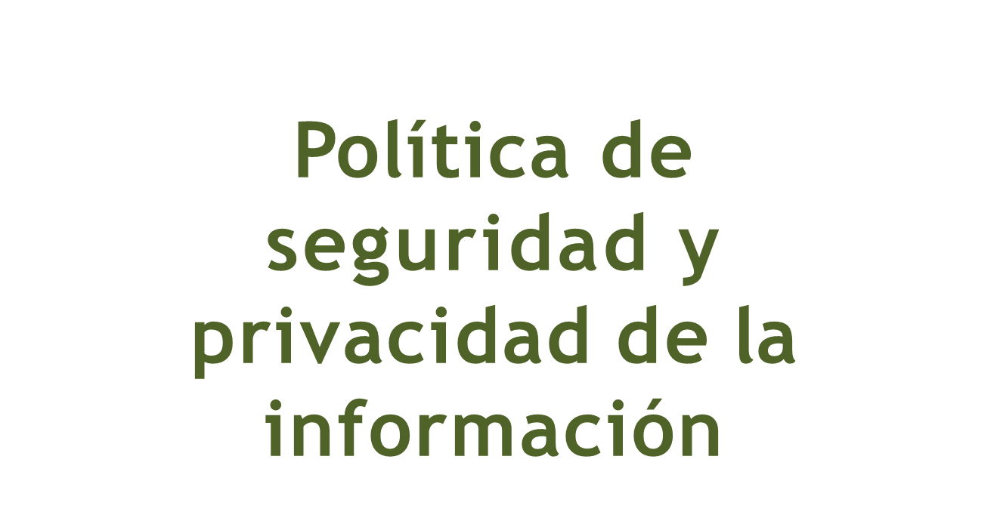 Política de
seguridad y
privacidad de la
información